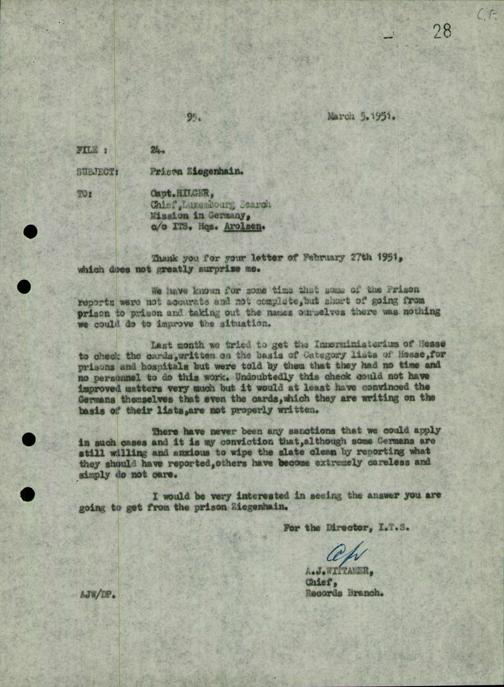 C.F.
28
95.
March 5.1951.
FILE :
24.
SUBJECT:
Prison Ziegenhain.
TO:
Capt.HILGER,
Chief,Luxembourg Search
Mission in Germany,
c/o ITS. Hqs. Arolsen.
Thank you for your letter of February 27th 1951,
which does not greatly surprise me.
We have known for some time that some of the Prison
reports were not accurate and not complete,but short of going from
prison to prison and taking out the names ourselves there was nothing
we could do to improve the situation.
Last month we tried to get the Innerministerium of Hesse
to check the cards,written on the basis of Category lists of Hesse,for
prisons and hospitals but were told by them that they had no time and
no personnel to do this work. Undoubtedly this check could not have
improved matters very much but it would at least have convinced the
Germans themselves that even the cards,which they are writing on the
basis of their lists,are not properly written.
There have never been any sanctions that we could apply
in such cases and it is my conviction that,although some Germans are
still willing and anxious to wipe the slate clean by reporting what
they should have reported,others have become extremely careless and
simply do not care.
I would be very interested in seeing the answer you are
going to get from the prison Ziegenhain.
For the Director, I.T.S.
A.J.WITTAMER,
Chief,
Records Branch.
AJW/DP.